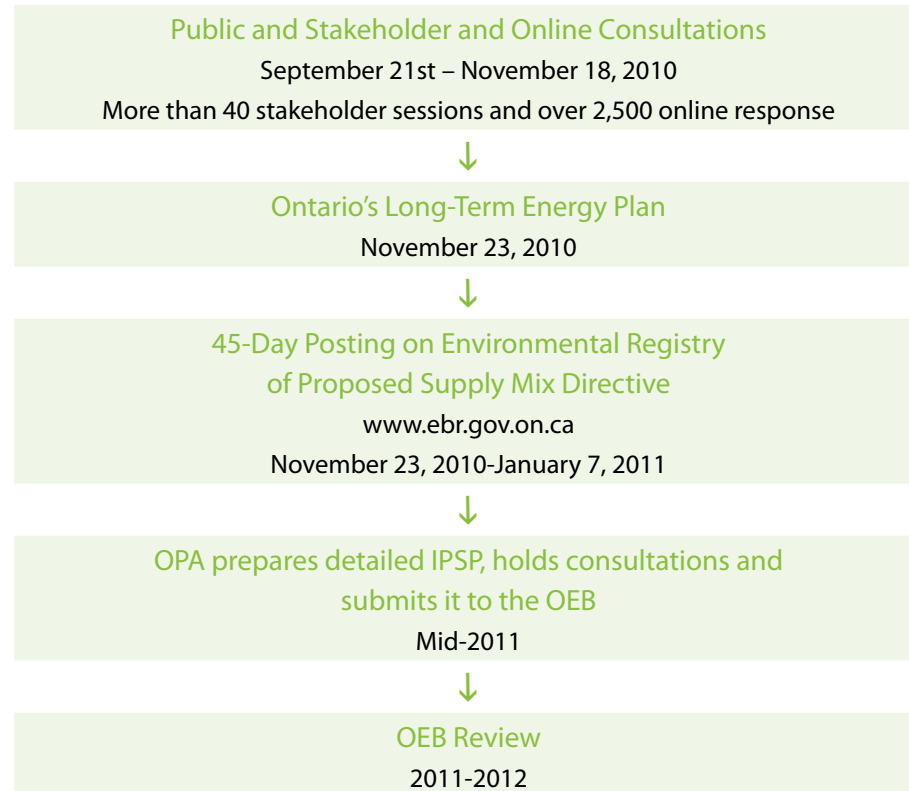 Public and Stakeholder and Online Consultations
September 21st – November 18, 2010
More than 40 stakeholder sessions and over 2,500 online response
↓
Ontario's Long-Term Energy Plan
November 23, 2010
↓
45-Day Posting on Environmental Registry
of Proposed Supply Mix Directive
www.ebr.gov.on.ca
November 23, 2010-January 7, 2011
↓
OPA prepares detailed IPSP, holds consultations and
submits it to the OEB
Mid-2011
↓
OEB Review
2011-2012